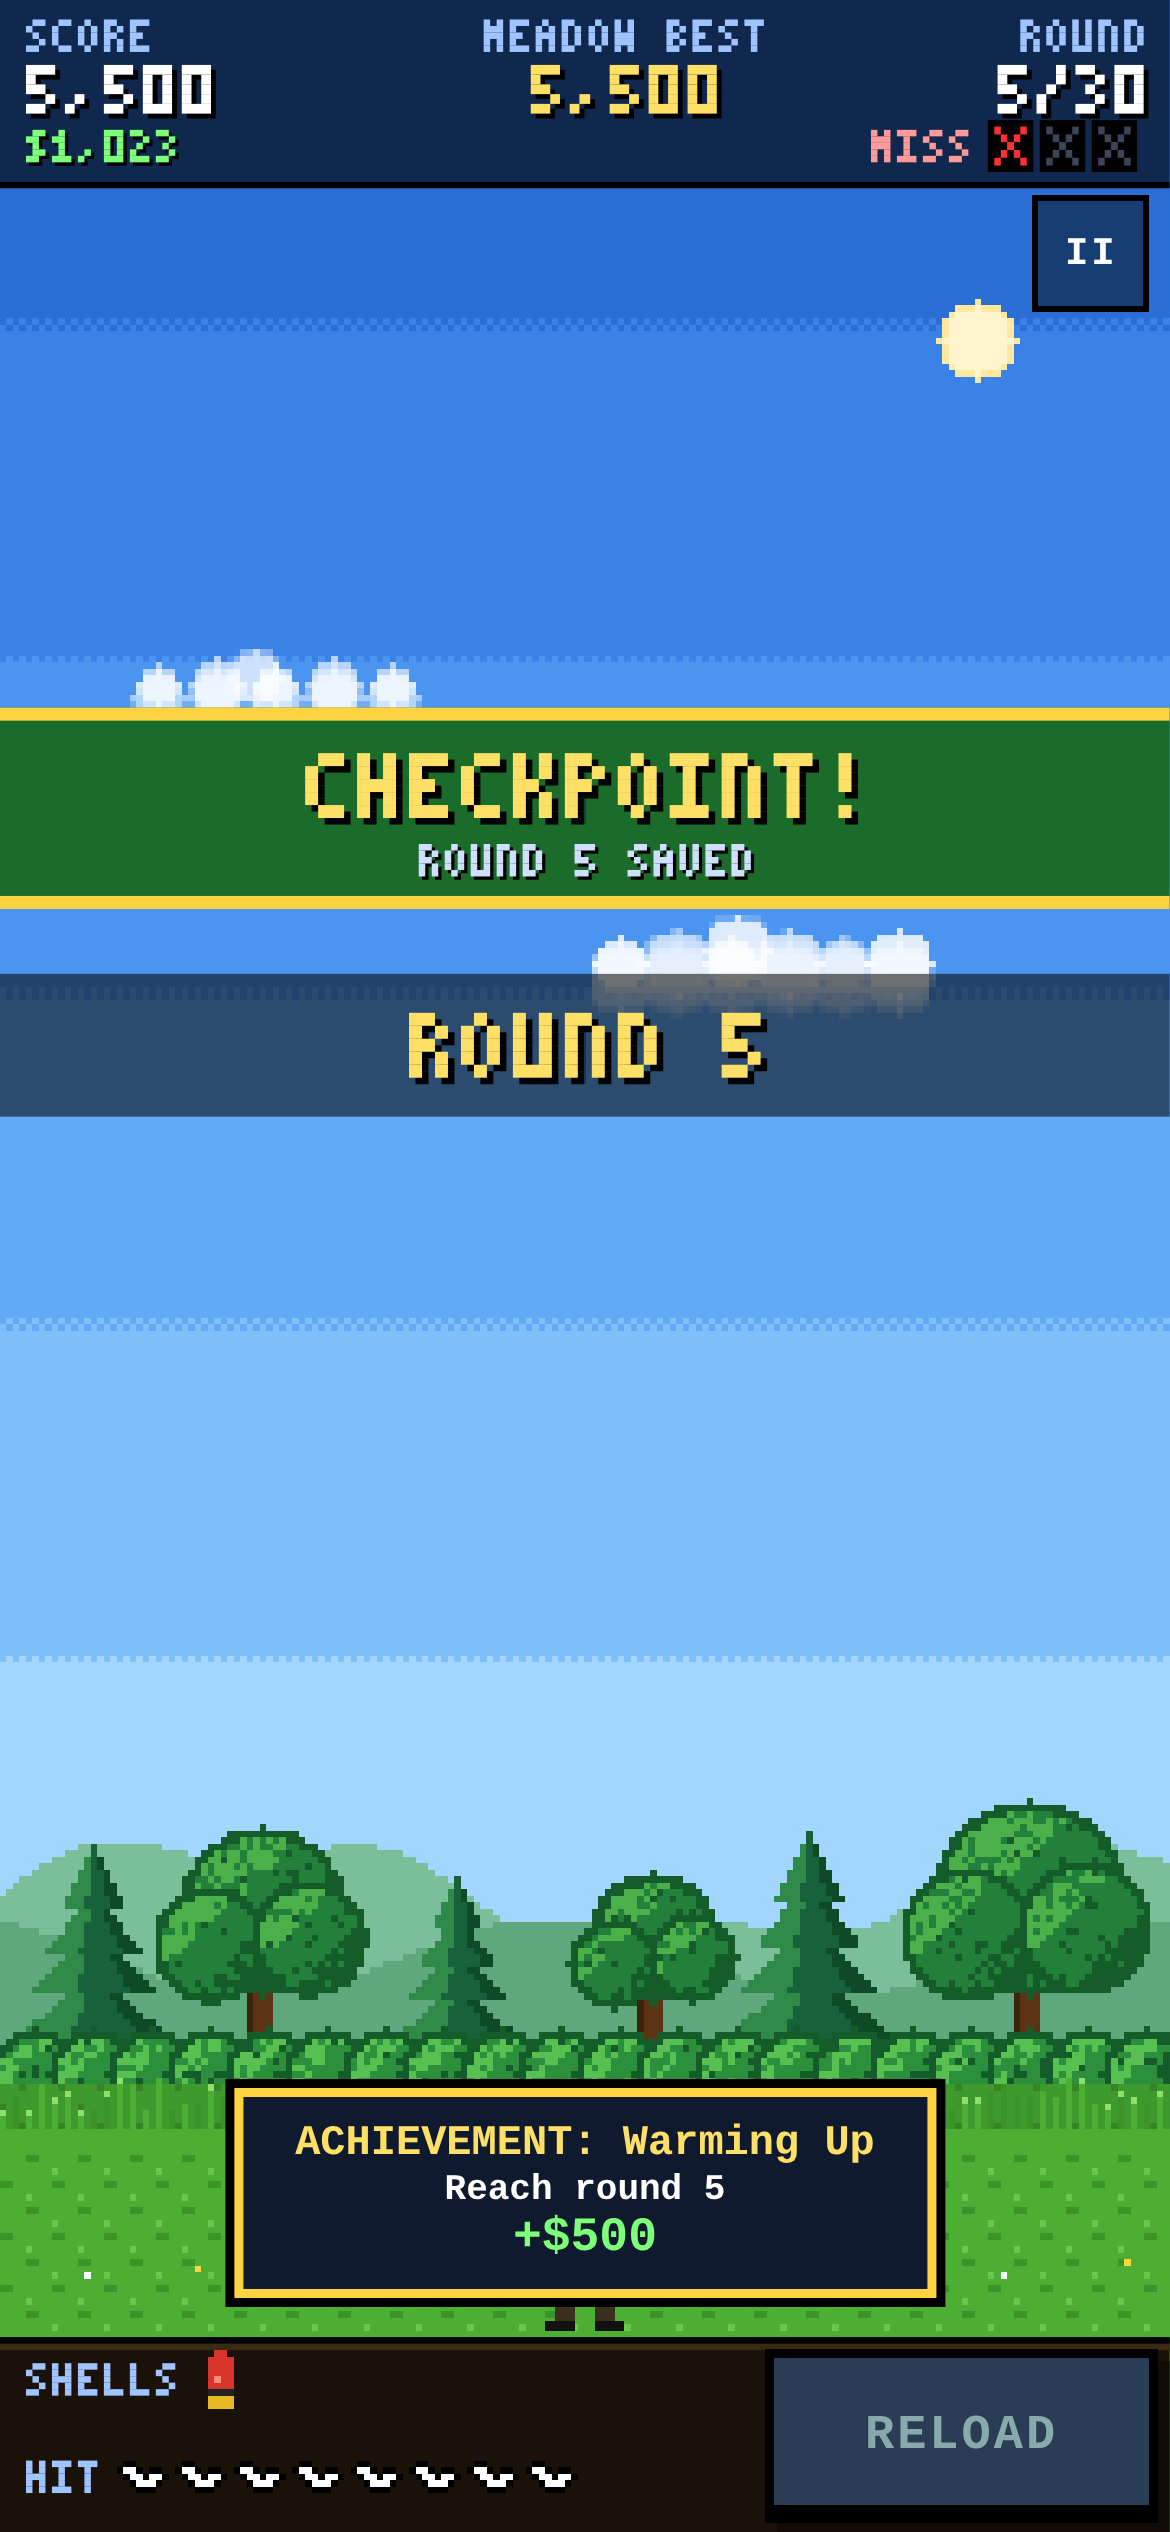 SCORE
MEADOW BEST
ROUND
5,500
5,500
5/30
$1,023
MISS X X X
II
CHECKPOINT!
ROUND 5 SAVED
ROUND 5
ACHIEVEMENT: Warming Up
Reach round 5
+$500
SHELLS
RELOAD
HIT